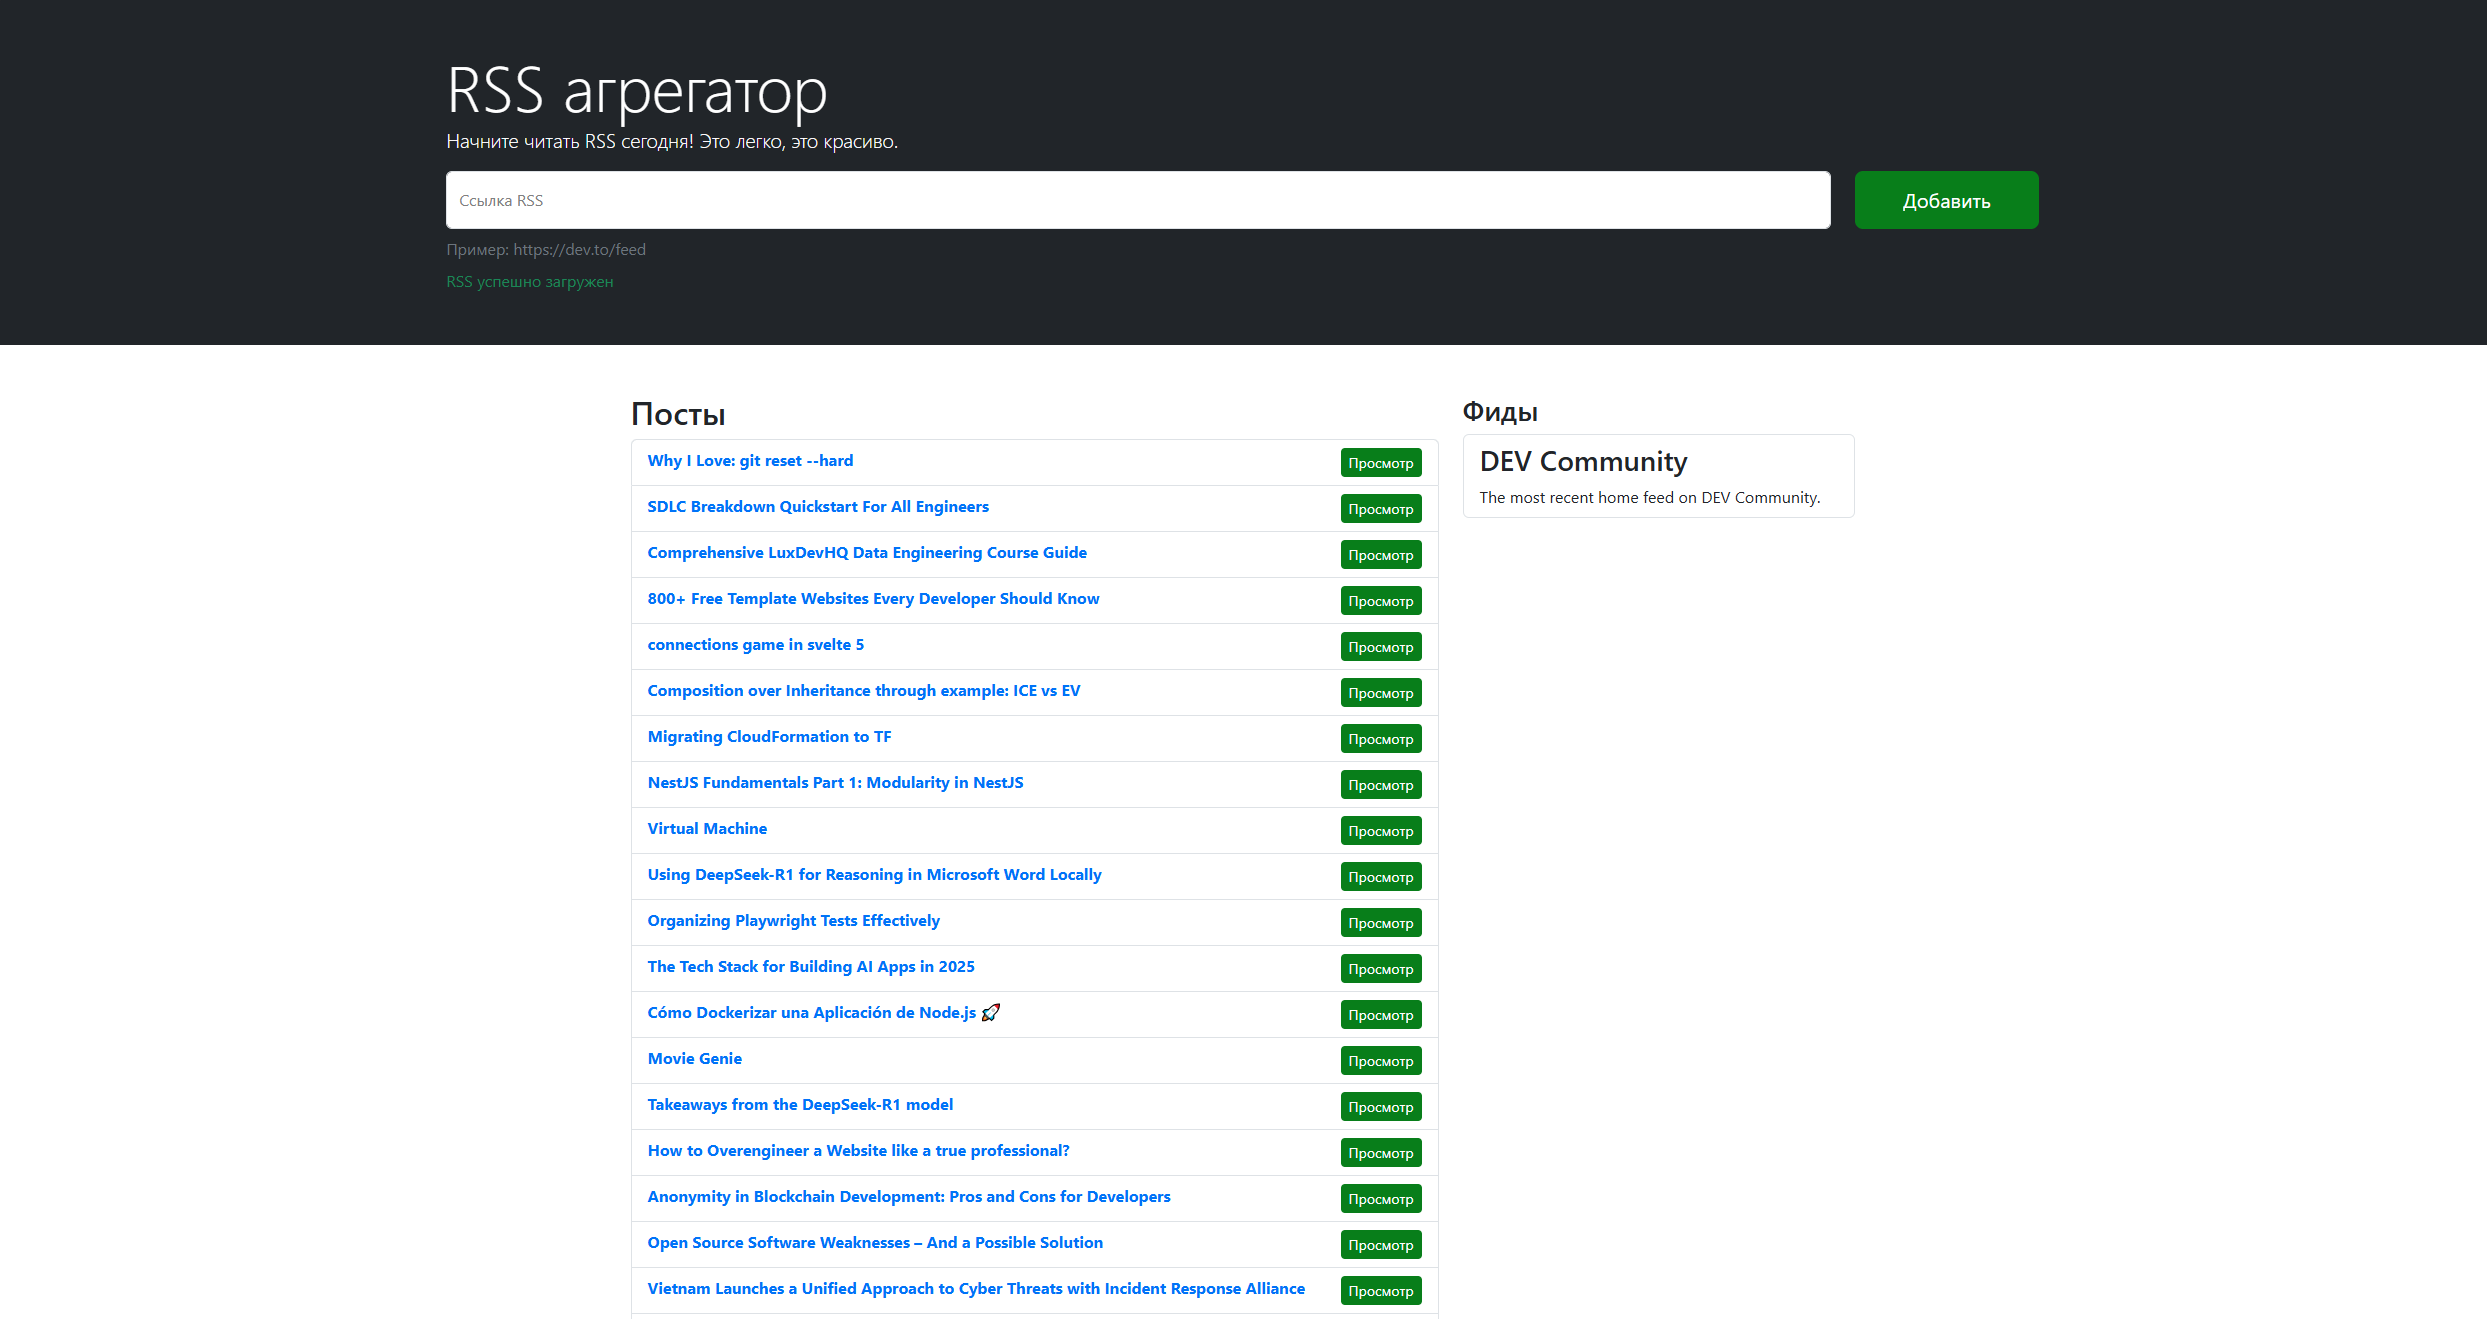 RSS агрегатор
Начните читать RSS сегодня! Это легко, это красиво.
Ссылка RSS
Добавить
Пример: https://dev.to/feed
RSS успешно загружен
Посты
Why I Love: git reset --hard
Просмотр
SDLC Breakdown Quickstart For All Engineers
Просмотр
Comprehensive LuxDevHQ Data Engineering Course Guide
Просмотр
800+ Free Template Websites Every Developer Should Know
Просмотр
connections game in svelte 5
Просмотр
Composition over Inheritance through example: ICE vs EV
Просмотр
Migrating CloudFormation to TF
Просмотр
NestJS Fundamentals Part 1: Modularity in NestJS
Просмотр
Virtual Machine
Просмотр
Using DeepSeek-R1 for Reasoning in Microsoft Word Locally
Просмотр
Organizing Playwright Tests Effectively
Просмотр
The Tech Stack for Building AI Apps in 2025
Просмотр
Cómo Dockerizar una Aplicación de Node.js 🚀
Просмотр
Movie Genie
Просмотр
Takeaways from the DeepSeek-R1 model
Просмотр
How to Overengineer a Website like a true professional?
Просмотр
Anonymity in Blockchain Development: Pros and Cons for Developers
Просмотр
Open Source Software Weaknesses – And a Possible Solution
Просмотр
Vietnam Launches a Unified Approach to Cyber Threats with Incident Response Alliance
Просмотр
Фиды
DEV Community
The most recent home feed on DEV Community.